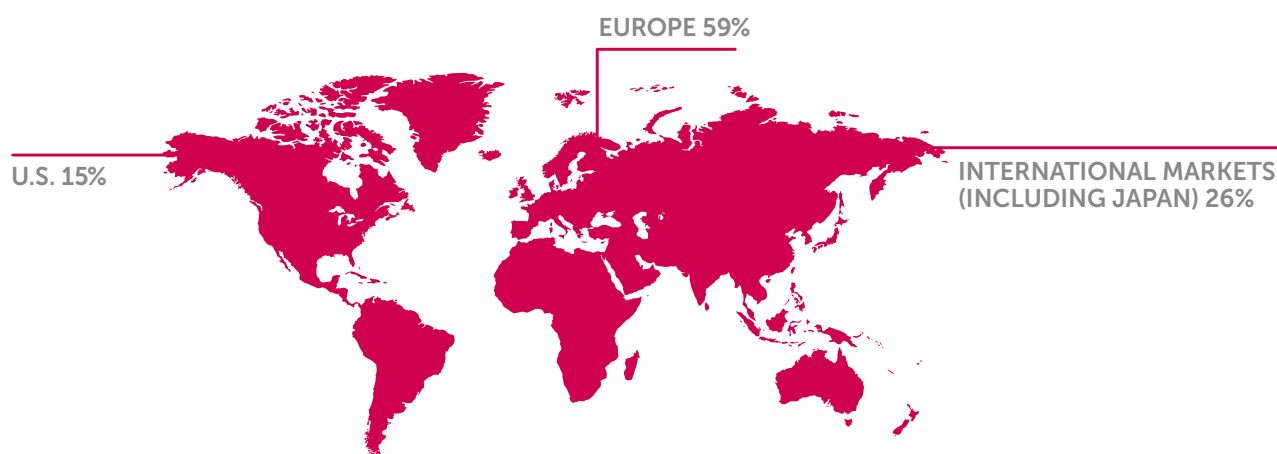 EUROPE 59%
U.S. 15%
INTERNATIONAL MARKETS
(INCLUDING JAPAN) 26%